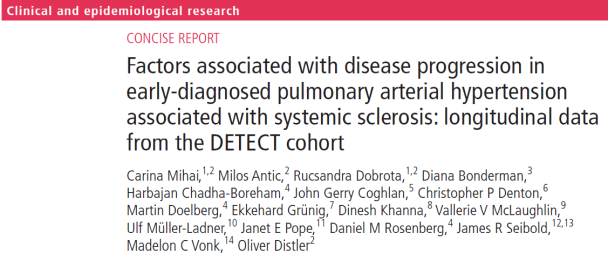 Clinical and epidemiological research
CONCISE REPORT
Factors associated with disease progression in
early-diagnosed pulmonary arterial hypertension
associated with systemic sclerosis: longitudinal data
from the DETECT cohort
Carina Mihai,1,2 Milos Antic,2 Rucsandra Dobrota,1,2 Diana Bonderman,3
Harbajan Chadha-Boreham,4 John Gerry Coghlan,5 Christopher P Denton,6
Martin Doelberg,4 Ekkehard Grünig,7 Dinesh Khanna,8 Vallerie V McLaughlin,9
Ulf Müller-Ladner,10 Janet E Pope,11 Daniel M Rosenberg,4 James R Seibold,12,13
Madelon C Vonk,14 Oliver Distler2